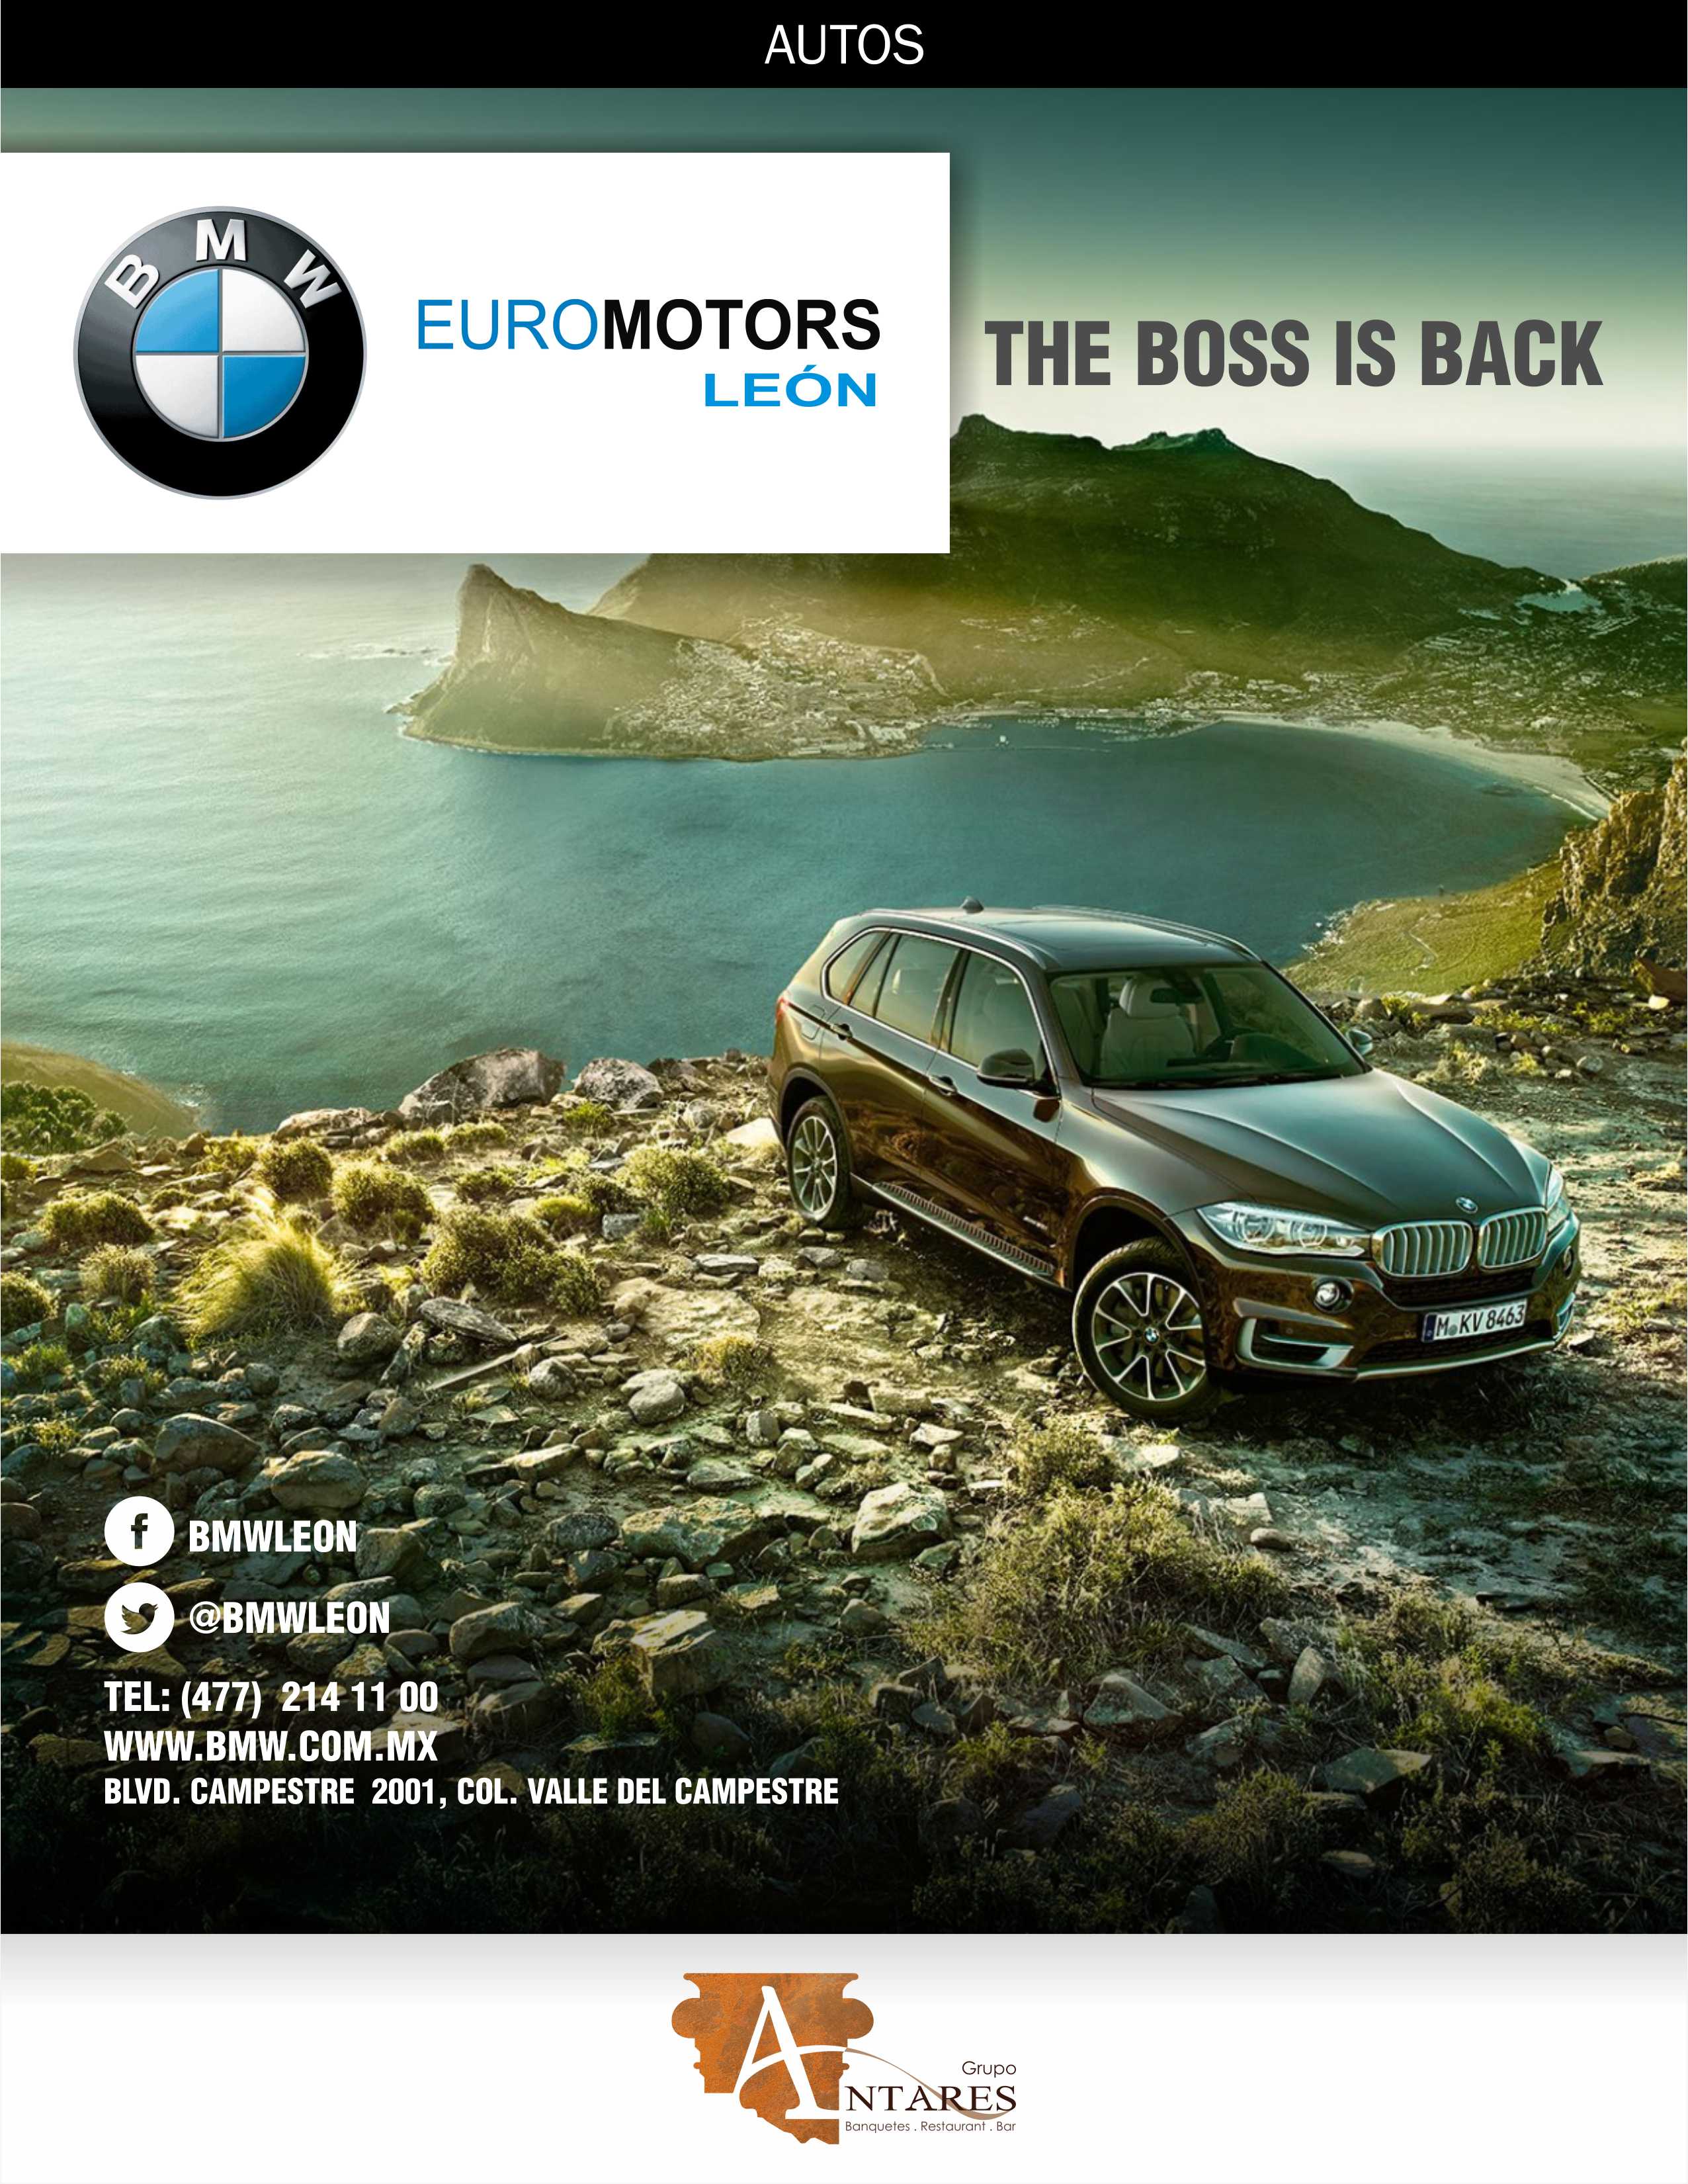 AUTOS
BMW
EUROMOTORS
LEÓN
THE BOSS IS BACK
M KV 8463
f BMWLEON
@BMWLEON
TEL: (477) 214 11 00
WWW.BMW.COM.MX
BLVD. CAMPESTRE 2001, COL. VALLE DEL CAMPESTRE
Grupo
ANTARES
Banquetes . Restaurant . Bar